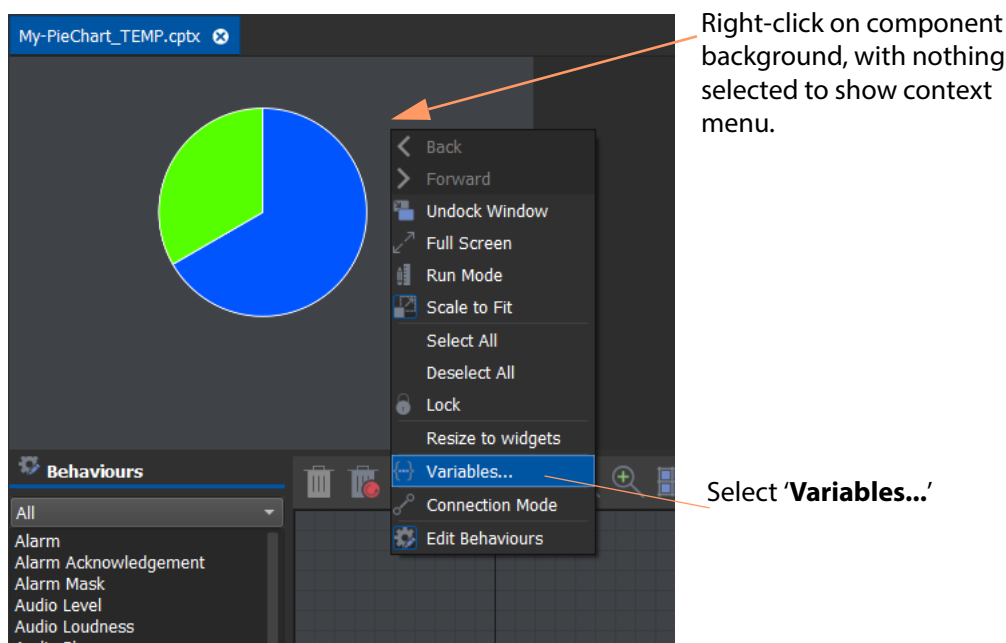 My-PieChart_TEMP.cptx
Right-click on component
background, with nothing
selected to show context
menu.
Back
Forward
Undock Window
Full Screen
Run Mode
Scale to Fit
Select All
Deselect All
Lock
Resize to widgets
Variables...
Connection Mode
Edit Behaviours
Select ‘Variables...’
Behaviours
All
Alarm
Alarm Acknowledgement
Alarm Mask
Audio Level
Audio Loudness